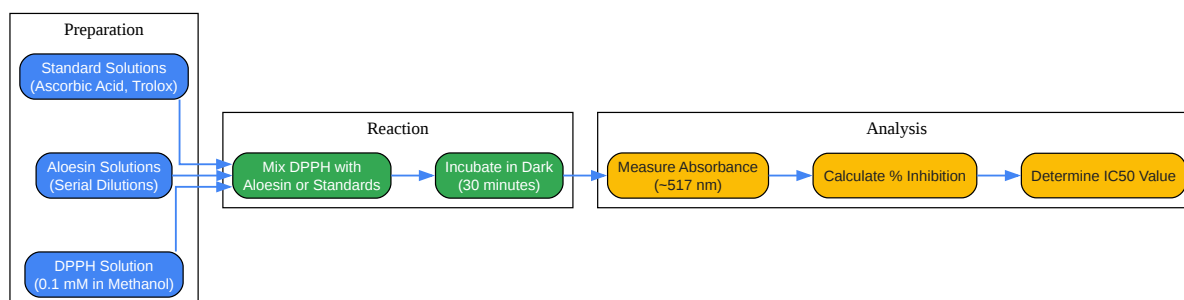 Preparation
Standard Solutions
(Ascorbic Acid, Trolox)
Aloesin Solutions
(Serial Dilutions)
DPPH Solution
(0.1 mM in Methanol)
Reaction
Mix DPPH with
Aloesin or Standards
Incubate in Dark
(30 minutes)
Analysis
Measure Absorbance
(~517 nm)
Calculate % Inhibition
Determine IC50 Value